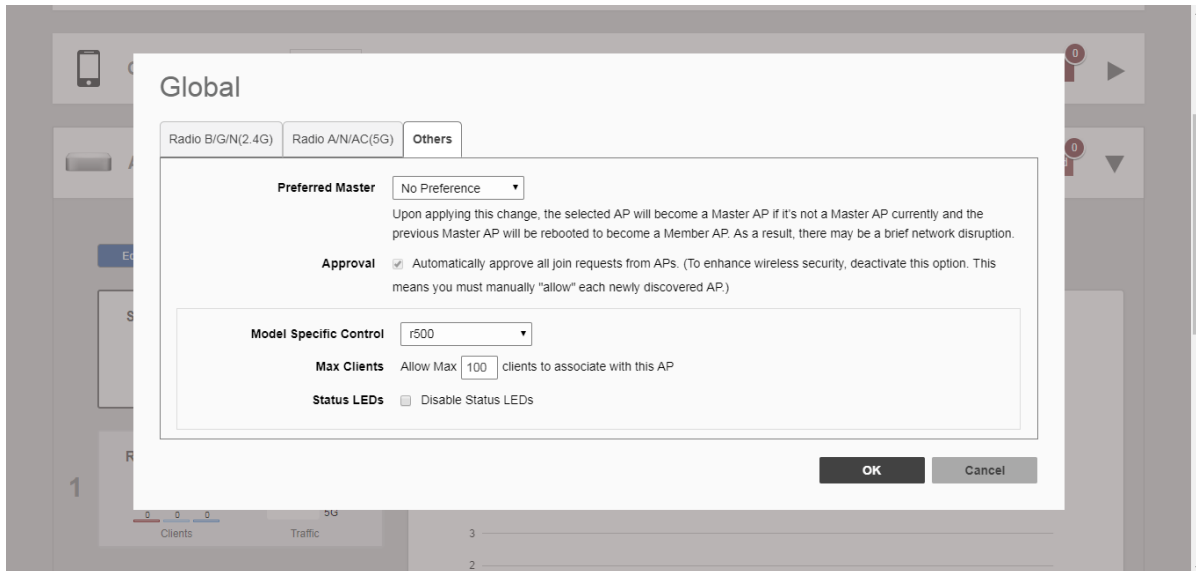 0
Global
Radio B/G/N(2.4G) Radio A/N/AC(5G) Others
0
Preferred Master No Preference
Upon applying this change, the selected AP will become a Master AP if it's not a Master AP currently and the
previous Master AP will be rebooted to become a Member AP. As a result, there may be a brief network disruption.
Approval Automatically approve all join requests from APs. (To enhance wireless security, deactivate this option. This
means you must manually "allow" each newly discovered AP.)
Model Specific Control r500
Max Clients Allow Max 100 clients to associate with this AP
Status LEDs Disable Status LEDs
OK Cancel
1
0 0 0 5G
Clients Traffic
3
2